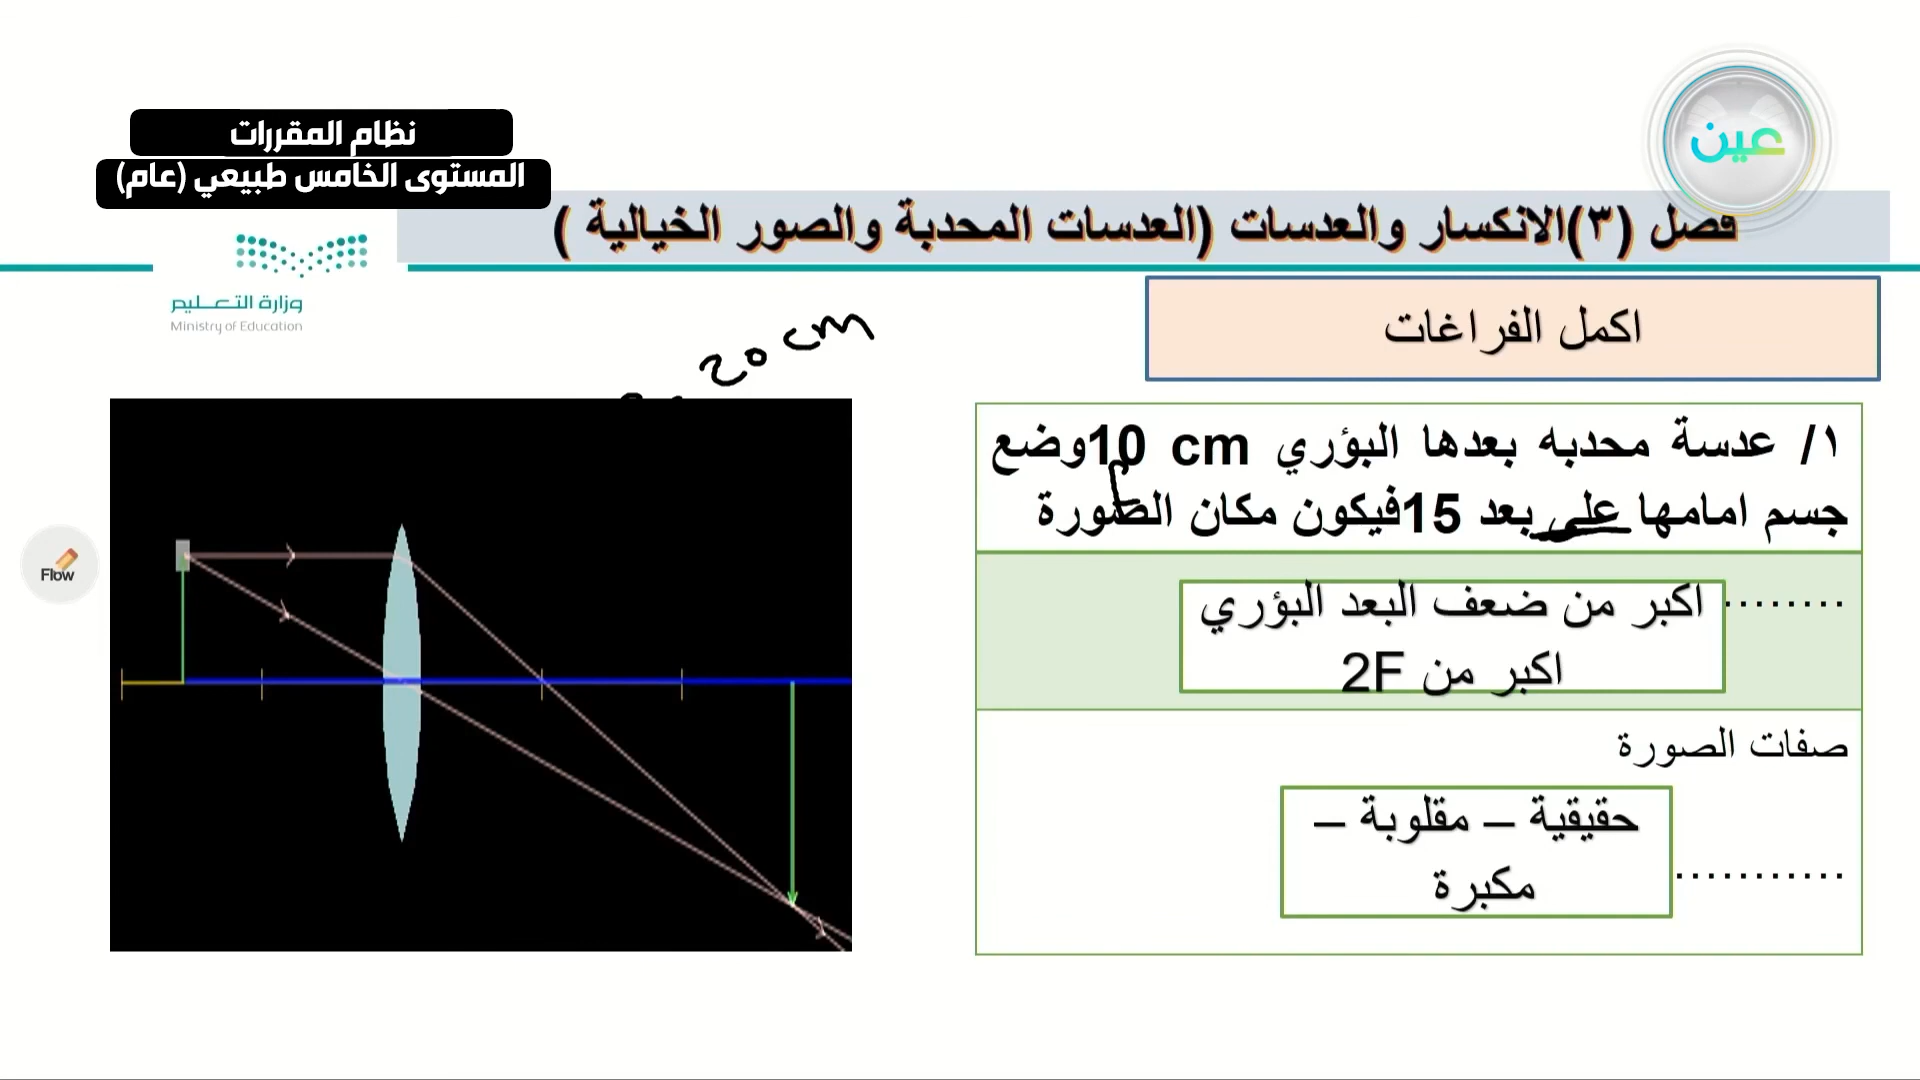 عين
نظام المقررات
المستوى الخامس طبيعي (عام)
فصل (٣)الانكسار والعدسات (العدسات المحدبة والصور الخيالية )
وزارة التعليم
Ministry of Education
اكمل الفراغات
20 cm
١/ عدسة محدبه بعدها البؤري 10 cmوضع
جسم امامها على بعد 15فيكون مكان الصورة
........
اكبر من ضعف البعد البؤري
اكبر من 2F
صفات الصورة
حقيقية – مقلوبة –
مكبرة
...........
Flow